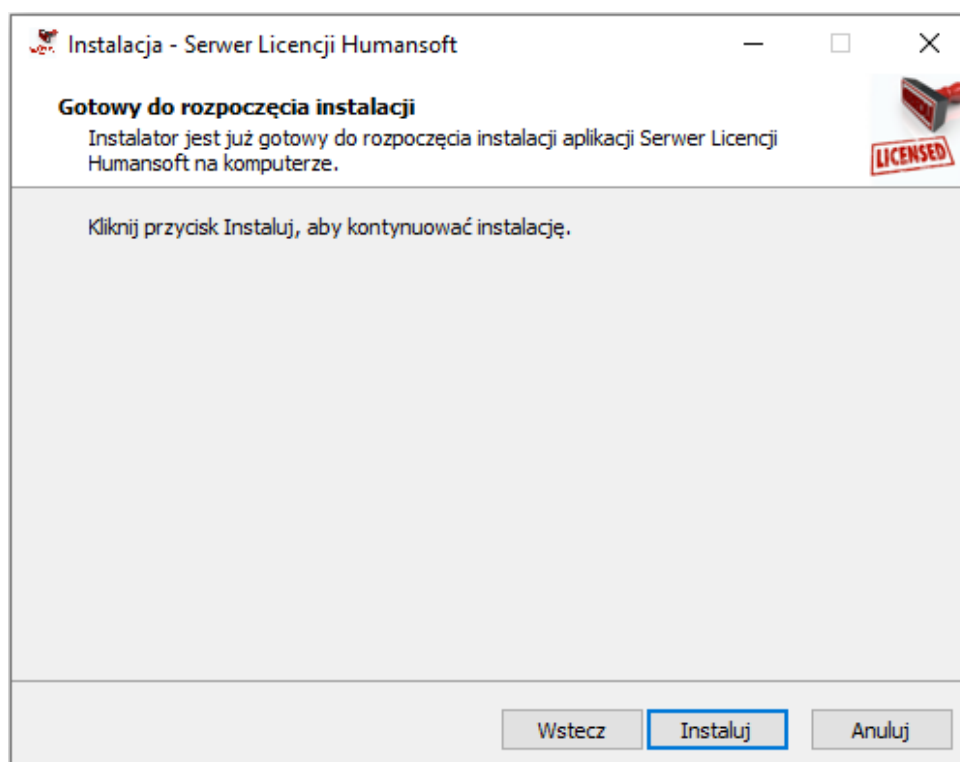 Instalacja - Serwer Licencji Humansoft
Gotowy do rozpoczęcia instalacji
Instalator jest już gotowy do rozpoczęcia instalacji aplikacji Serwer Licencji
Humansoft na komputerze.
LICENSED
Kliknij przycisk Instaluj, aby kontynuować instalację.
Wstecz
Instaluj
Anuluj